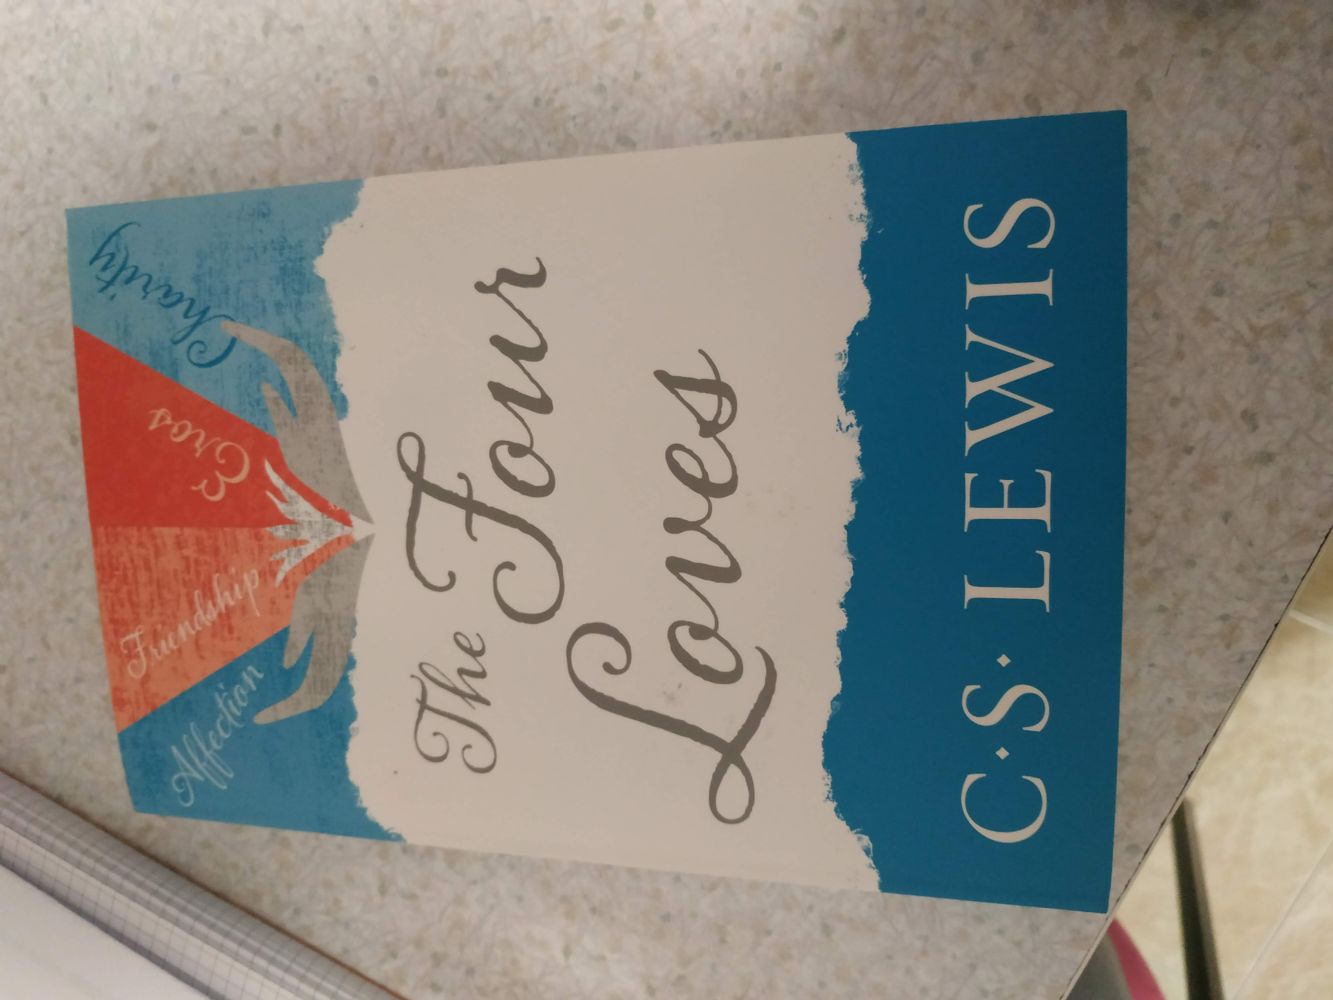 Affection
Friendship
Eros
Charity
The Four
Loves
C·S·LEWIS